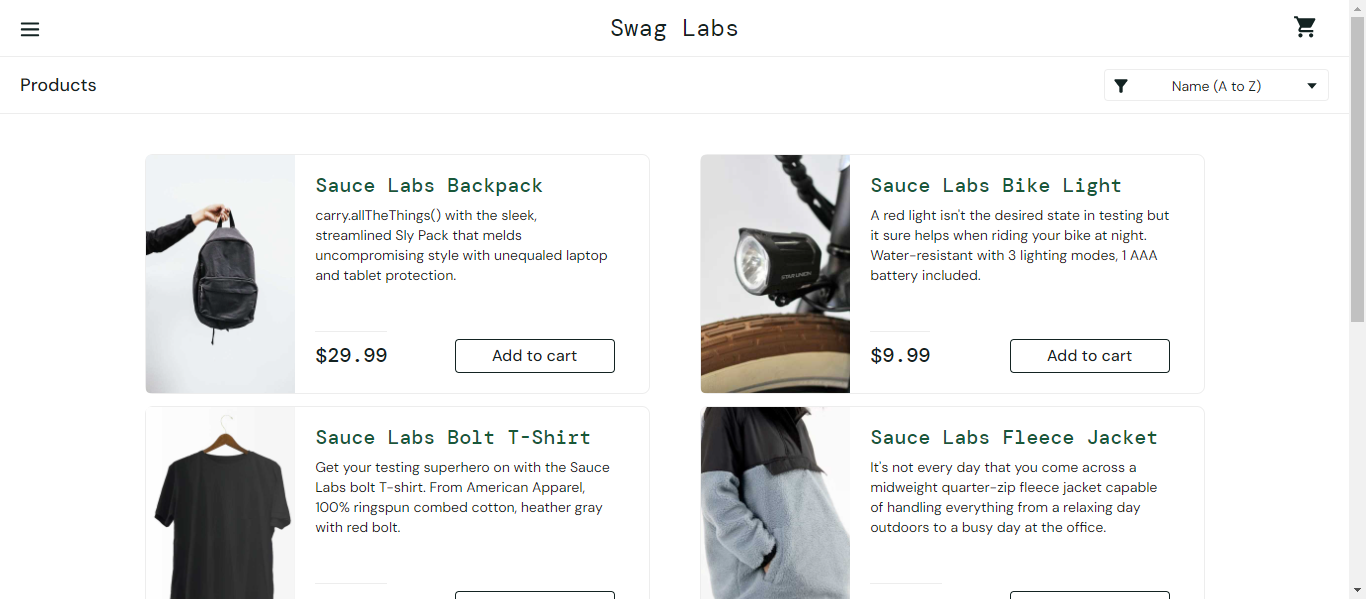 Swag Labs
Products
Name (A to Z)
Sauce Labs Backpack
carry.allTheThings() with the sleek,
streamlined Sly Pack that melds
uncompromising style with unequaled laptop
and tablet protection.
$29.99
Add to cart
Sauce Labs Bike Light
A red light isn't the desired state in testing but
it sure helps when riding your bike at night.
Water-resistant with 3 lighting modes, 1 AAA
battery included.
STAR UNION
$9.99
Add to cart
Sauce Labs Bolt T-Shirt
Get your testing superhero on with the Sauce
Labs bolt T-shirt. From American Apparel,
100% ringspun combed cotton, heather gray
with red bolt.
Sauce Labs Fleece Jacket
It's not every day that you come across a
midweight quarter-zip fleece jacket capable
of handling everything from a relaxing day
outdoors to a busy day at the office.